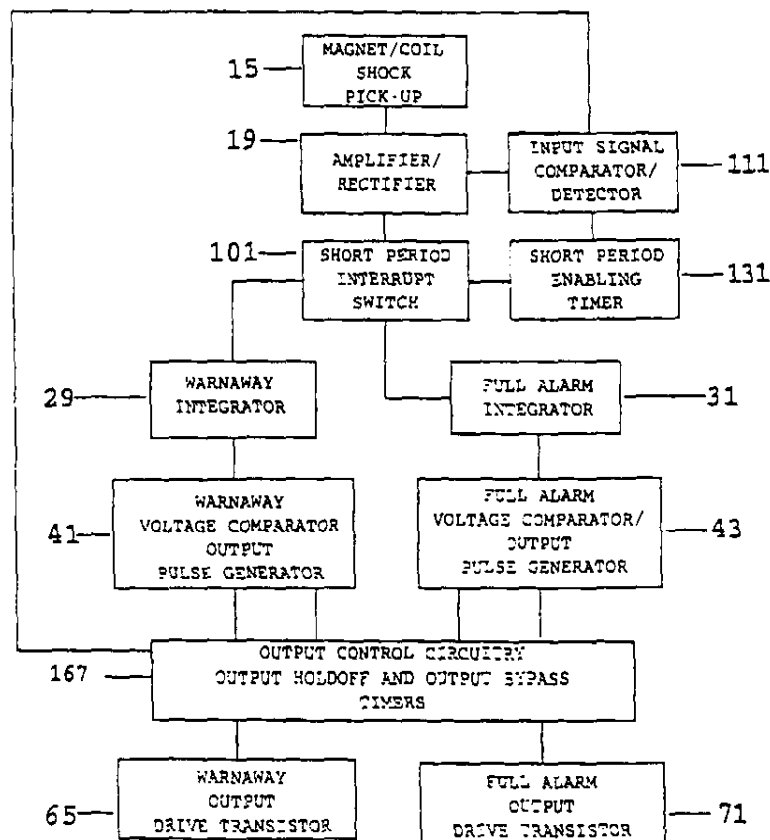 MAGNET/COIL
SHOCK
PICK-UP
15
AMPLIFIER/
RECTIFIER
19
INPUT SIGNAL
COMPARATOR/
DETECTOR
111
SHORT PERIOD
INTERRUPT
SWITCH
101
SHORT PERIOD
ENABLING
TIMER
131
WARNAWAY
INTEGRATOR
29
FULL ALARM
INTEGRATOR
31
WARNAWAY
VOLTAGE COMPARATOR
OUTPUT
PULSE GENERATOR
41
FULL ALARM
VOLTAGE COMPARATOR/
OUTPUT
PULSE GENERATOR
43
OUTPUT CONTROL CIRCUITRY
OUTPUT HOLDOFF AND OUTPUT BYPASS
TIMERS
167
WARNAWAY
OUTPUT
DRIVE TRANSISTOR
65
FULL ALARM
OUTPUT
DRIVE TRANSISTOR
71